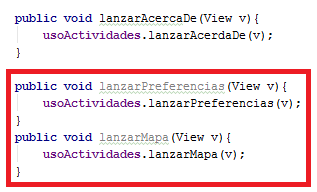 public void lanzarAcercaDe(View v){
usoActividades.lanzarAcerdaDe(v);
}
public void lanzarPreferencias(View v){
usoActividades.lanzarPreferencias(v);
}
public void lanzarMapa(View v){
usoActividades.lanzarMapa(v);
}